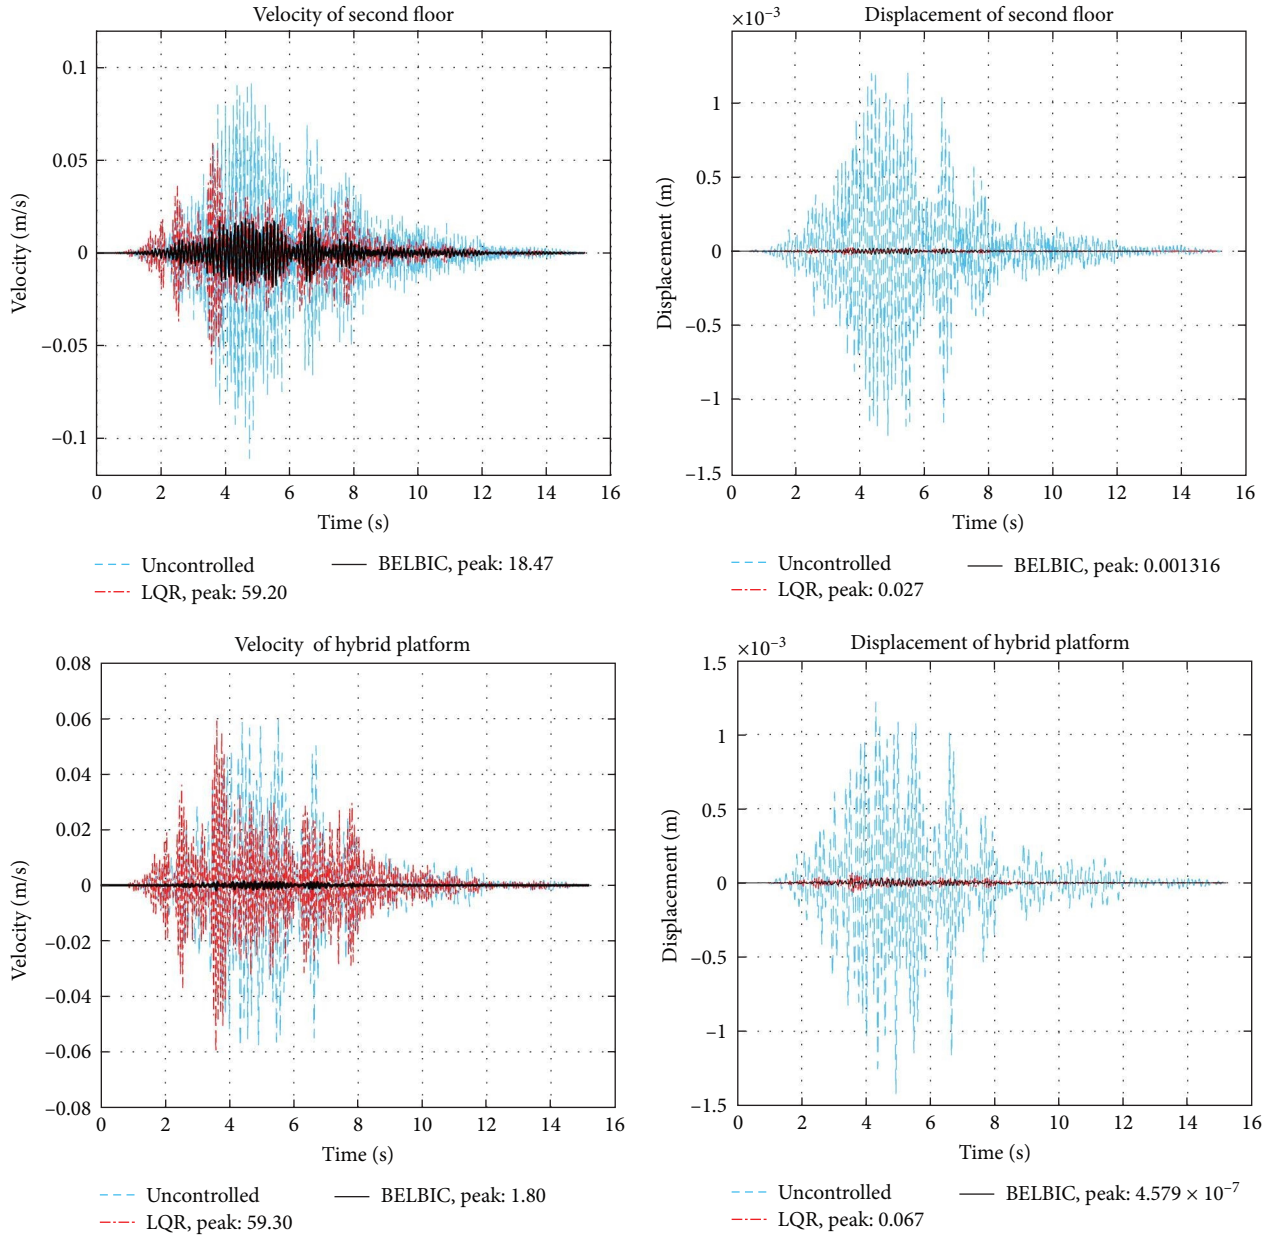 Velocity of second floor
0.1
0.05
0
−0.05
−0.1
Velocity (m/s)
0 2 4 6 8 10 12 14 16
Time (s)
Uncontrolled
LQR, peak: 59.20
BELBIC, peak: 18.47
Displacement of second floor
×10−3
1
0.5
0
−0.5
−1
−1.5
Displacement (m)
0 2 4 6 8 10 12 14 16
Time (s)
Uncontrolled
LQR, peak: 0.027
BELBIC, peak: 0.001316
Velocity of hybrid platform
0.08
0.06
0.04
0.02
0
−0.02
−0.04
−0.06
−0.08
Velocity (m/s)
0 2 4 6 8 10 12 14 16
Time (s)
Uncontrolled
LQR, peak: 59.30
BELBIC, peak: 1.80
Displacement of hybrid platform
×10−3
1.5
1
0.5
0
−0.5
−1
−1.5
Displacement (m)
0 2 4 6 8 10 12 14 16
Time (s)
Uncontrolled
LQR, peak: 0.067
BELBIC, peak: 4.579 × 10−7